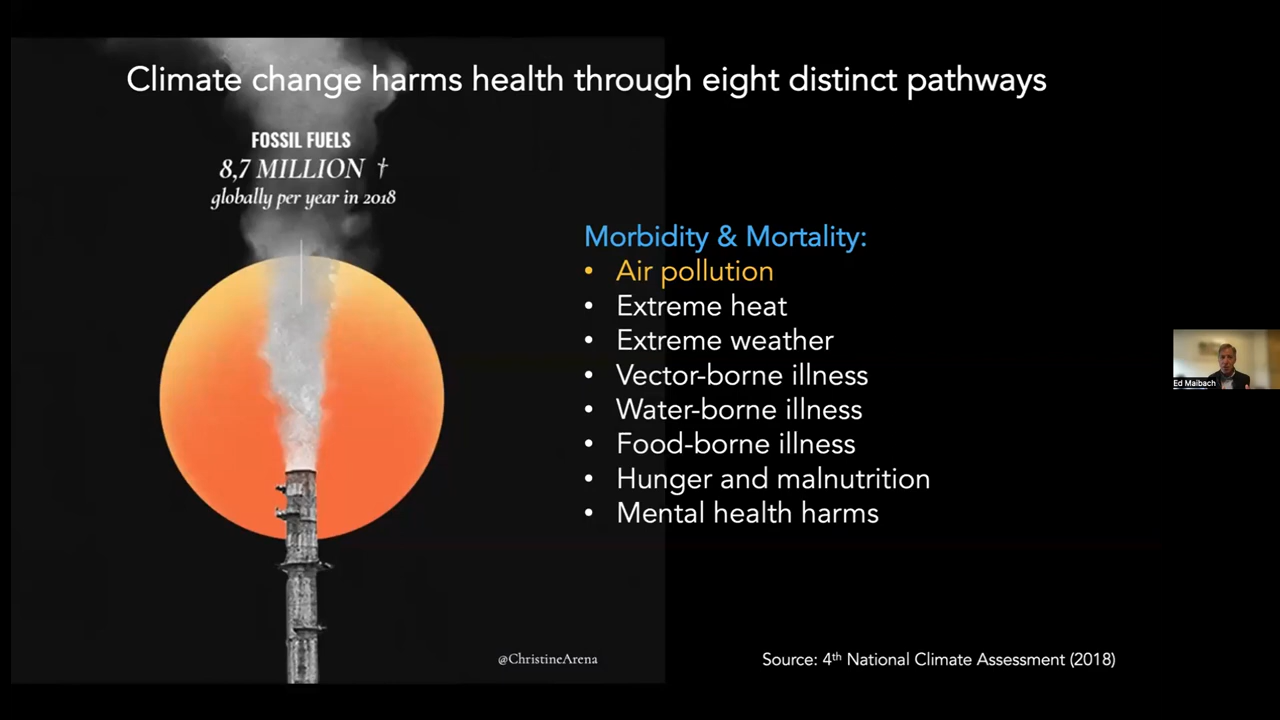 Climate change harms health through eight distinct pathways
FOSSIL FUELS
8,7 MILLION †
globally per year in 2018
Morbidity & Mortality:
• Air pollution
• Extreme heat
• Extreme weather
• Vector-borne illness
• Water-borne illness
• Food-borne illness
• Hunger and malnutrition
• Mental health harms
Ed Maibach
@ChristineArena
Source: 4th National Climate Assessment (2018)